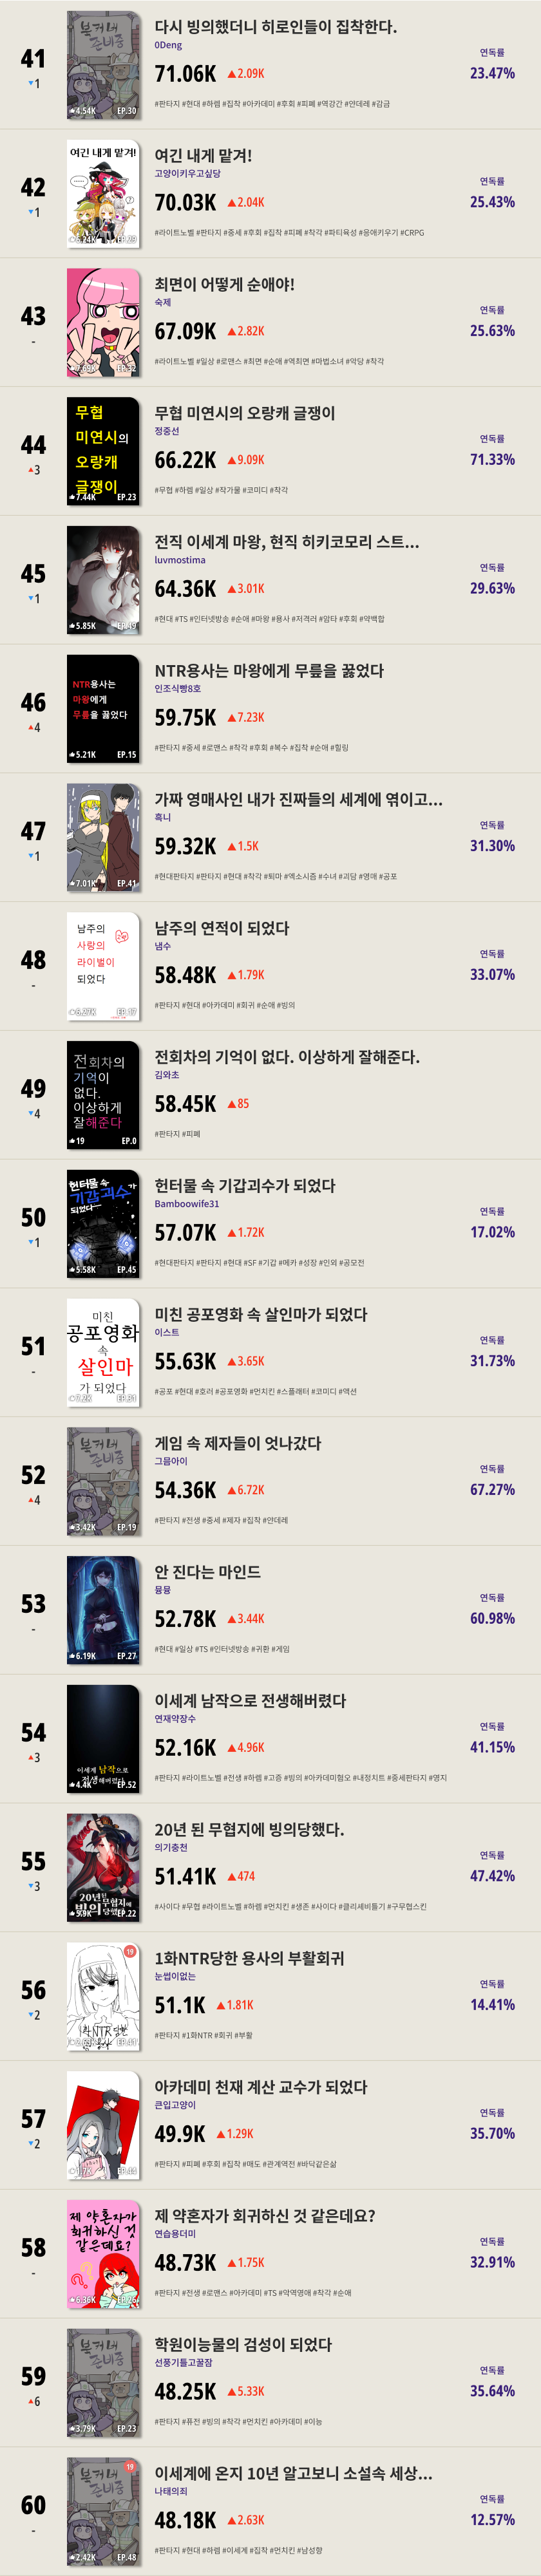 41
▼1
북커버
준비중
4.54K
EP.30
다시 빙의했더니 히로인들이 집착한다.
0Deng
71.06K ▲2.09K
연독률
23.47%
#판타지 #현대 #하렘 #집착 #아카데미 #후회 #피폐 #역강간 #얀데레 #감금
42
▼1
여긴 내게 맡겨!
여긴 내게 맡겨!
고양이키우고싶당
70.03K ▲2.04K
연독률
25.43%
#라이트노벨 #판타지 #중세 #후회 #집착 #피폐 #착각 #파티육성 #응애키우기 #CRPG
43
-
최면이 어떻게 순애야!
숙제
67.09K ▲2.82K
연독률
25.63%
#라이트노벨 #일상 #로맨스 #최면 #순애 #역최면 #마법소녀 #악당 #착각
44
▲3
무협
미연시의
오랑캐
글쟁이
7.44K
EP.23
무협 미연시의 오랑캐 글쟁이
정중선
66.22K ▲9.09K
연독률
71.33%
#무협 #하렘 #일상 #작가물 #코미디 #착각
45
▼1
5.85K
전직 이세계 마왕, 현직 히키코모리 스트...
luvmostima
64.36K ▲3.01K
연독률
29.63%
#현대 #TS #인터넷방송 #순애 #마왕 #용사 #저격러 #암타 #후회 #약백합
46
▲4
NTR용사는
마왕에게
무릎을 꿇었다
5.21K
EP.15
NTR용사는 마왕에게 무릎을 꿇었다
인조식빵8호
59.75K ▲7.23K
#판타지 #중세 #로맨스 #착각 #후회 #복수 #집착 #순애 #힐링
47
▼1
7.01K
EP.41
가짜 영매사인 내가 진짜들의 세계에 엮이고...
흑니
59.32K ▲1.5K
연독률
31.30%
#현대판타지 #판타지 #현대 #착각 #퇴마 #엑소시즘 #수녀 #괴담 #영애 #공포
48
-
남주의
사랑의
라이벌이
되었다
6.27K
EP.17
남주의 연적이 되었다
냄수
58.48K ▲1.79K
연독률
33.07%
#판타지 #현대 #아카데미 #회귀 #순애 #빙의
49
▼4
전회차의
기억이
없다.
이상하게
잘해준다
19
EP.0
전회차의 기억이 없다. 이상하게 잘해준다.
김와초
58.45K ▲85
#판타지 #피폐
50
▼1
헌터물 속
기갑괴수가
되었다
5.58K
EP.45
헌터물 속 기갑괴수가 되었다
Bamboowife31
57.07K ▲1.72K
연독률
17.02%
#현대판타지 #판타지 #현대 #SF #기갑 #메카 #성장 #인외 #공모전
51
-
미친
공포영화
속
살인마
가 되었다
7.2K
EP.31
미친 공포영화 속 살인마가 되었다
이스트
55.63K ▲3.65K
연독률
31.73%
#공포 #현대 #호러 #공포영화 #먼치킨 #스플래터 #코미디 #액션
52
▲4
북커버
준비중
3.42K
EP.19
게임 속 제자들이 엇나갔다
그믐아이
54.36K ▲6.72K
연독률
67.27%
#판타지 #전생 #중세 #제자 #집착 #얀데레
53
-
6.19K
EP.27
안 진다는 마인드
뮹뮹
52.78K ▲3.44K
연독률
60.98%
#현대 #일상 #TS #인터넷방송 #귀환 #게임
54
▲3
이세계 남작으로
전생해버렸다
4.4K
EP.52
이세계 남작으로 전생해버렸다
연재약장수
52.16K ▲4.96K
연독률
41.15%
#판타지 #라이트노벨 #전생 #하렘 #고증 #빙의 #아카데미혐오 #내정치트 #중세판타지 #영지
55
▼3
20년된
무협지에
빙의당했다
5.9K
EP.22
20년 된 무협지에 빙의당했다.
의기충천
51.41K ▲474
연독률
47.42%
#사이다 #무협 #라이트노벨 #하렘 #먼치킨 #생존 #사이다 #클리셰비틀기 #구무협스킨
56
▼2
19
1화NTR당한 용사의 부활회귀
눈썹이없는
51.1K ▲1.81K
연독률
14.41%
#판타지 #1화NTR #회귀 #부활
57
▼2
EP.44
아카데미 천재 계산 교수가 되었다
큰입고양이
49.9K ▲1.29K
연독률
35.70%
#판타지 #피폐 #후회 #집착 #매도 #관계역전 #바닥같은삶
58
-
제 약혼자가
회귀하신 것
같은데요?
6.36K
제 약혼자가 회귀하신 것 같은데요?
연습용더미
48.73K ▲1.75K
연독률
32.91%
#판타지 #전생 #로맨스 #아카데미 #TS #악역영애 #착각 #순애
59
▲6
북커버
준비중
3.79K
EP.23
학원이능물의 검성이 되었다
선풍기틀고꿀잠
48.25K ▲5.33K
연독률
35.64%
#판타지 #퓨전 #빙의 #착각 #먼치킨 #아카데미 #이능
60
-
19
북커버
준비중
2.42K
EP.48
이세계에 온지 10년 알고보니 소설속 세상...
나태의죄
48.18K ▲2.63K
연독률
12.57%
#판타지 #현대 #하렘 #이세계 #집착 #먼치킨 #남성향